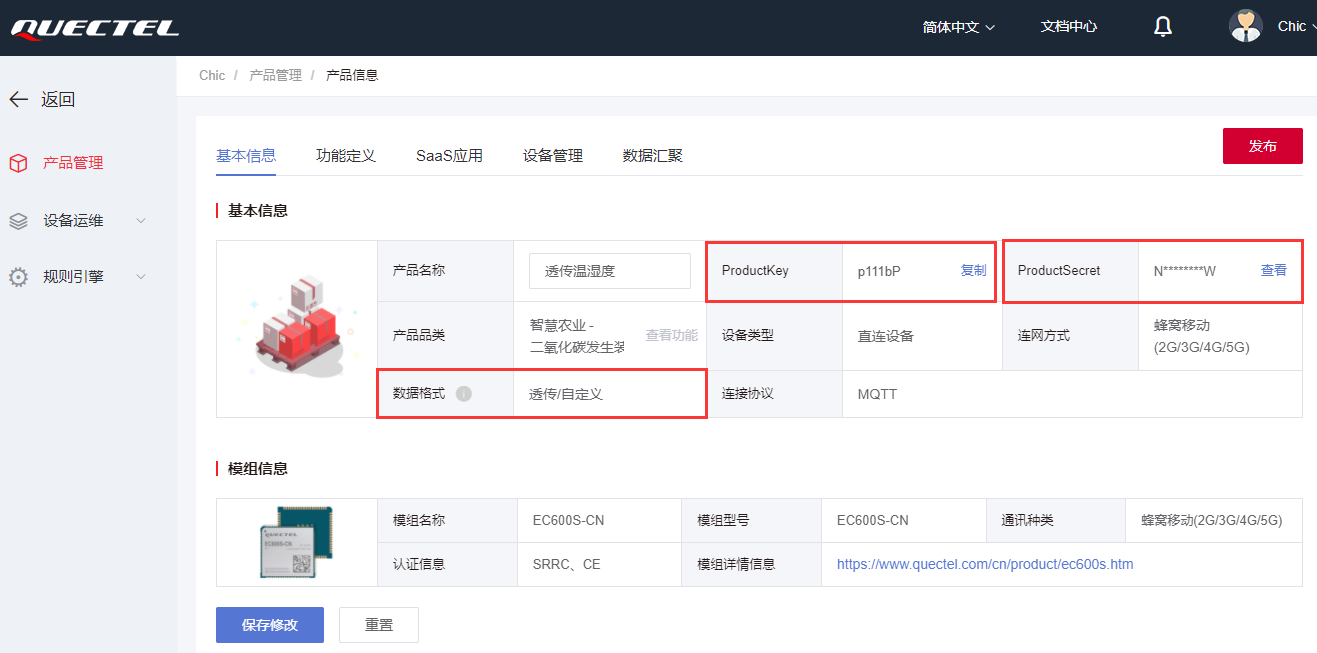 QUECTEL
简体中文
文档中心
Chic
Chic / 产品管理 / 产品信息
返回
产品管理
设备运维
规则引擎
基本信息
功能定义
SaaS应用
设备管理
数据汇聚
发布
基本信息
产品名称
透传温湿度
ProductKey
p111bP
复制
ProductSecret
N********W
查看
产品品类
智慧农业 -
二氧化碳发生装
查看功能
设备类型
直连设备
连网方式
蜂窝移动
(2G/3G/4G/5G)
数据格式
透传/自定义
连接协议
MQTT
模组信息
QUECTEL
EC600S-CN
模组名称
EC600S-CN
模组型号
EC600S-CN
通讯种类
蜂窝移动(2G/3G/4G/5G)
认证信息
SRRC、CE
模组详情信息
https://www.quectel.com/cn/product/ec600s.htm
保存修改
重置